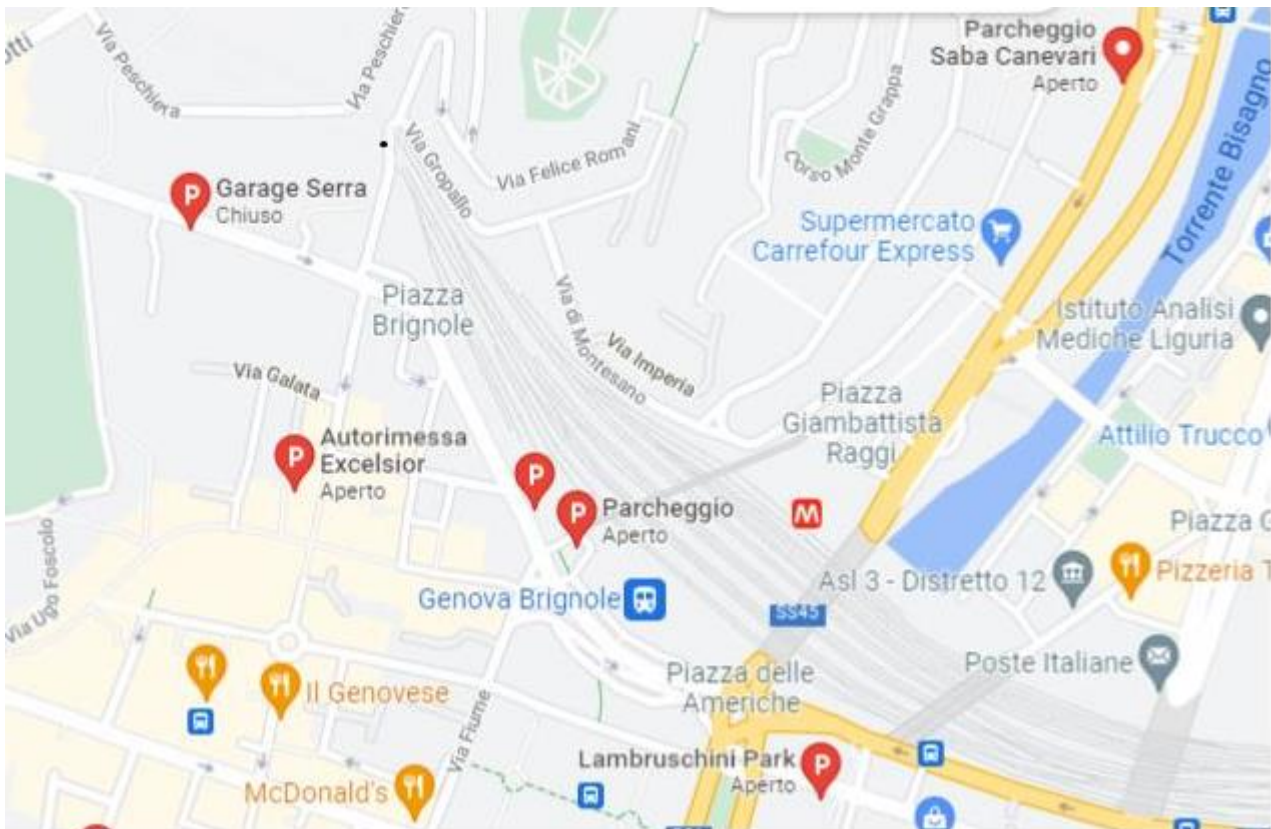 otti
Via Peschiera
Via Peschiera
Parcheggio
Saba Canevari
Aperto
Via Gropallo
Via Felice Romani
Corso Monte Grappa
Torrente Bisagno
Garage Serra
Chiuso
Supermercato
Carrefour Express
Piazza
Brignole
Via di Montesano
Via Imperia
Istituto Analisi
Mediche Liguria
Via Galata
Piazza
Giambattista
Raggi
Autorimessa
Excelsior
Aperto
Attilio Trucco
P
P
P
P
Parcheggio
Aperto
M
Piazza G
Via Ugo Foscolo
Genova Brignole
Asl 3 - Distretto 12
Pizzeria T
SS45
Poste Italiane
Piazza delle
Americhe
Il Genovese
Via Fiume
Lambruschini Park
Aperto
P
McDonald's